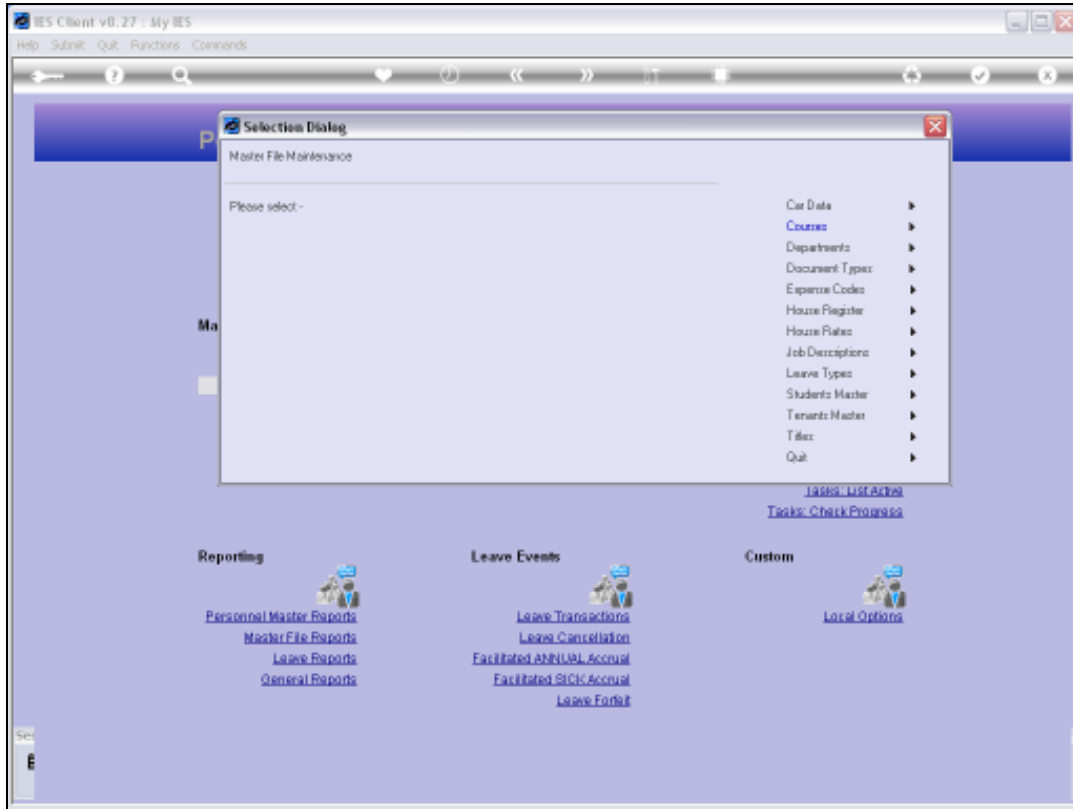 IES Client v8.27 : My IES
Help Submit Quit Functions Commands
Selection Dialog
Master File Maintenance
Please select -
Car Data
Courses
Departments
Document Types
Expense Codes
House Register
House Rates
Job Descriptions
Leave Types
Students Master
Tenants Master
Titles
Quit
P
Ma
Tasks: List Active
Tasks: Check Progress
Reporting
Personnel Master Reports
Master File Reports
Leave Reports
General Reports
Leave Events
Leave Transactions
Leave Cancellation
Facilitated ANNUAL Accrual
Facilitated SICK Accrual
Leave Forfeit
Custom
Local Options